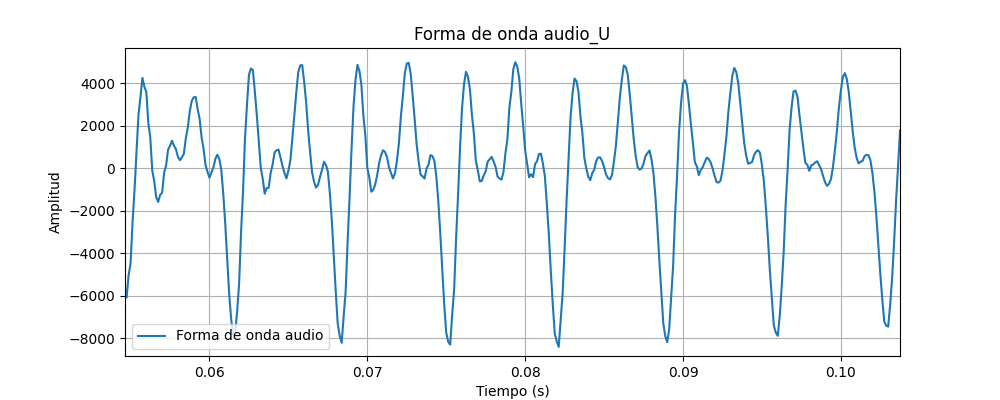 Forma de onda audio_U
Amplitud
4000
2000
0
−2000
−4000
−6000
−8000
Forma de onda audio
0.06 0.07 0.08 0.09 0.10
Tiempo (s)